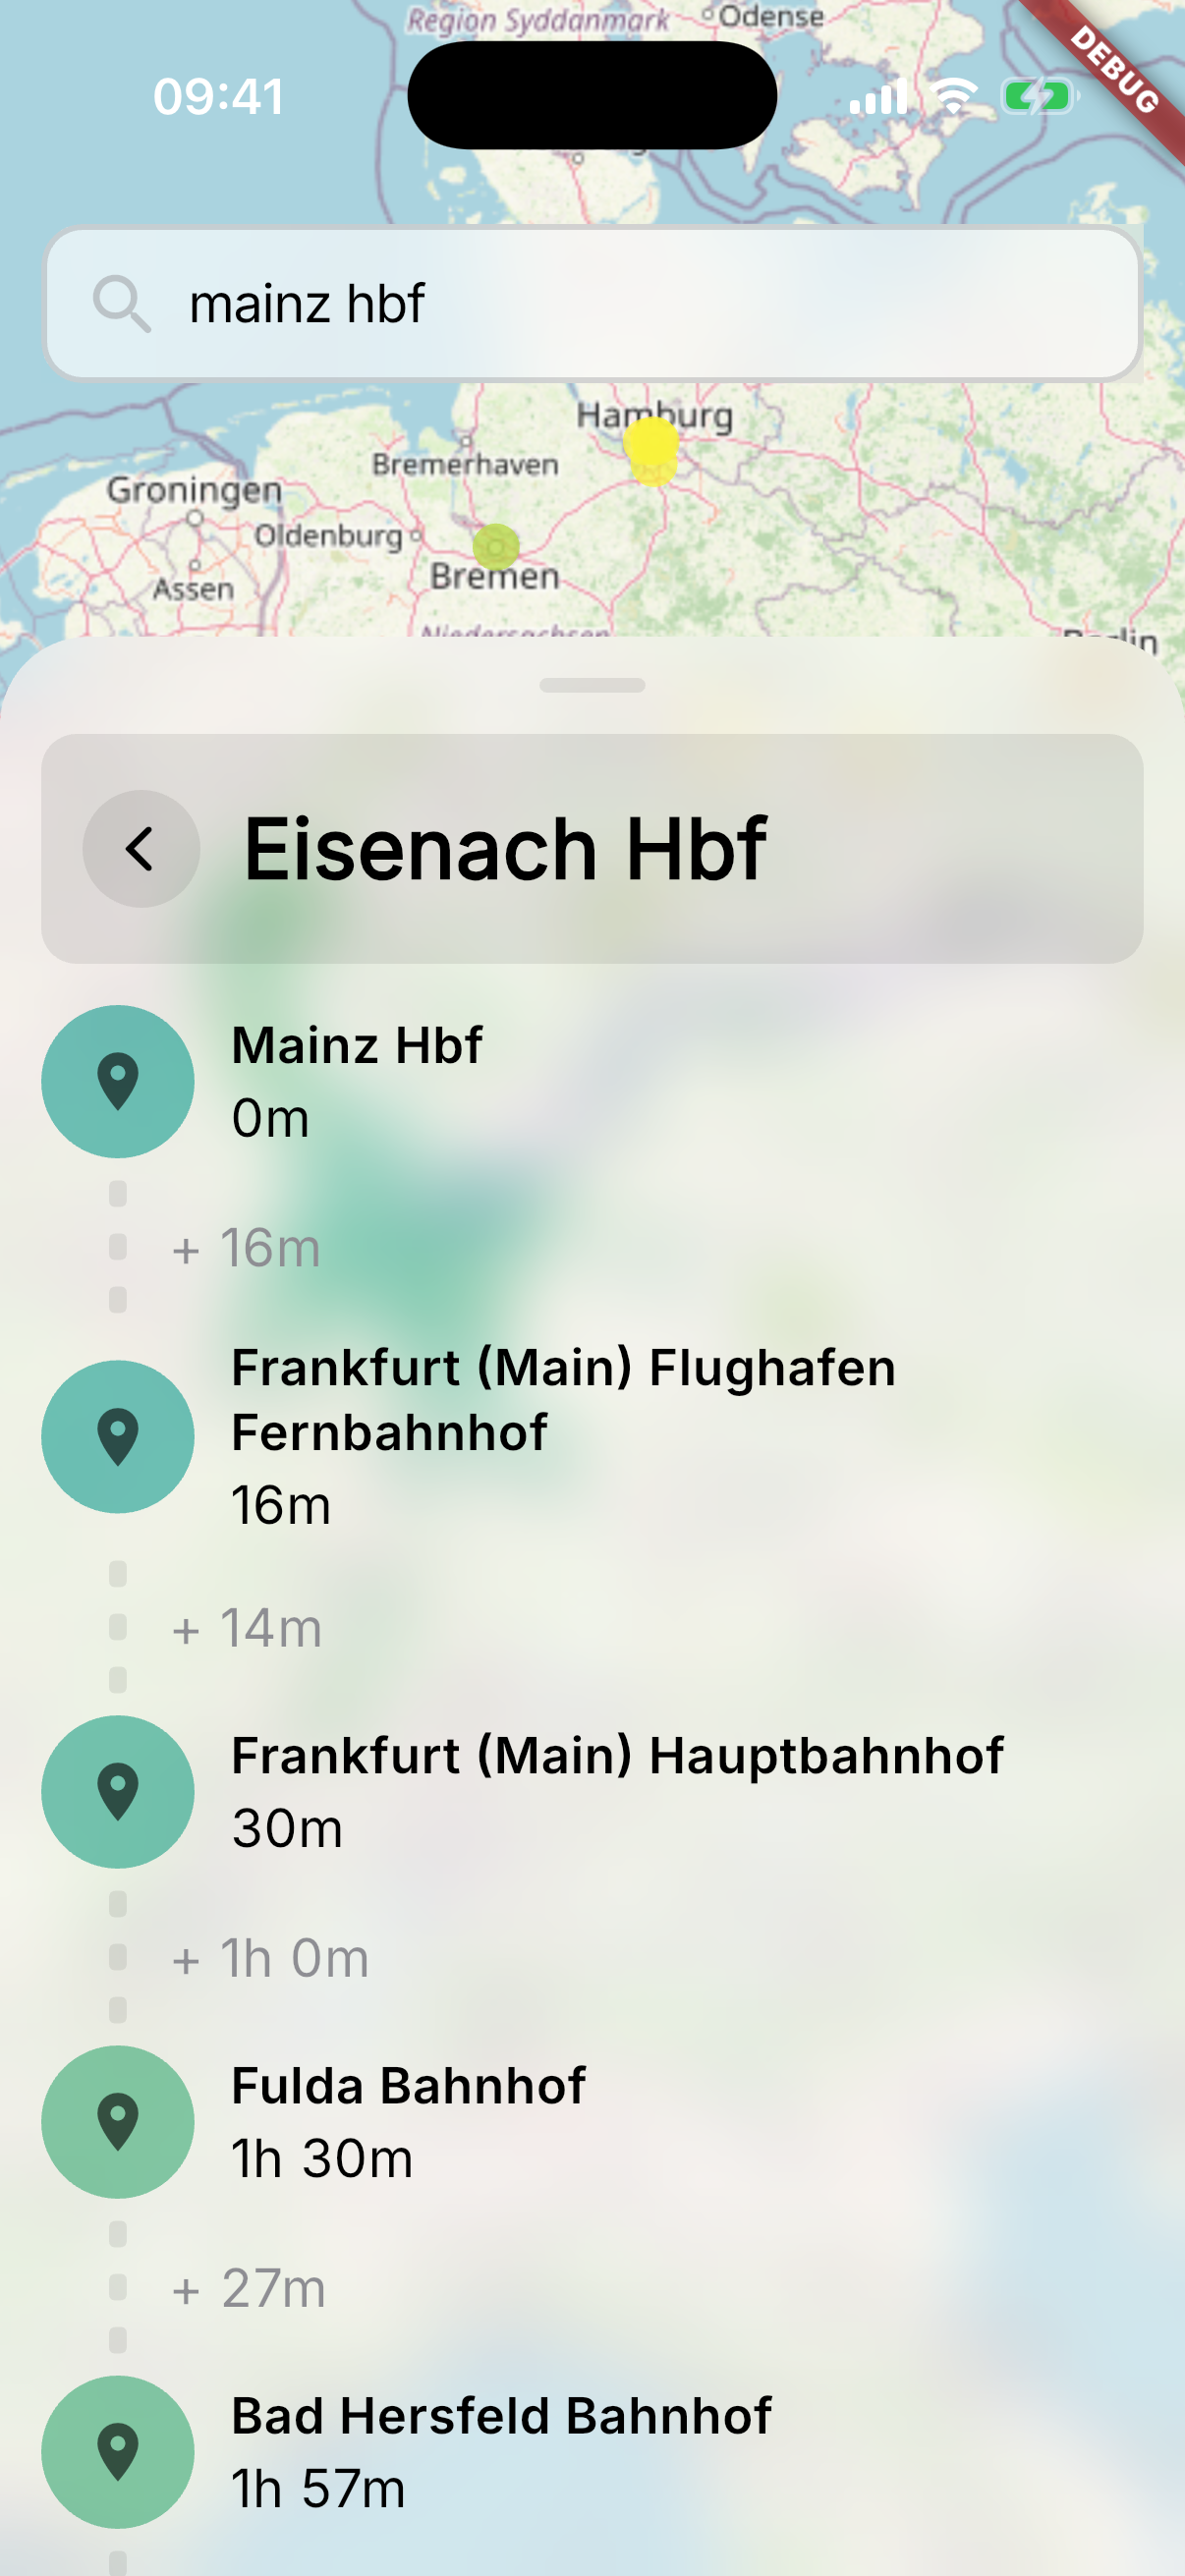 Region Syddanmark
Odense
DEBUG
09:41
mainz hbf
Hamburg
Bremerhaven
Groningen
Oldenburg
Bremen
Assen
Niedersachsen
Berlin
Eisenach Hbf
Mainz Hbf
0m
+ 16m
Frankfurt (Main) Flughafen
Fernbahnhof
16m
+ 14m
Frankfurt (Main) Hauptbahnhof
30m
+ 1h 0m
Fulda Bahnhof
1h 30m
+ 27m
Bad Hersfeld Bahnhof
1h 57m